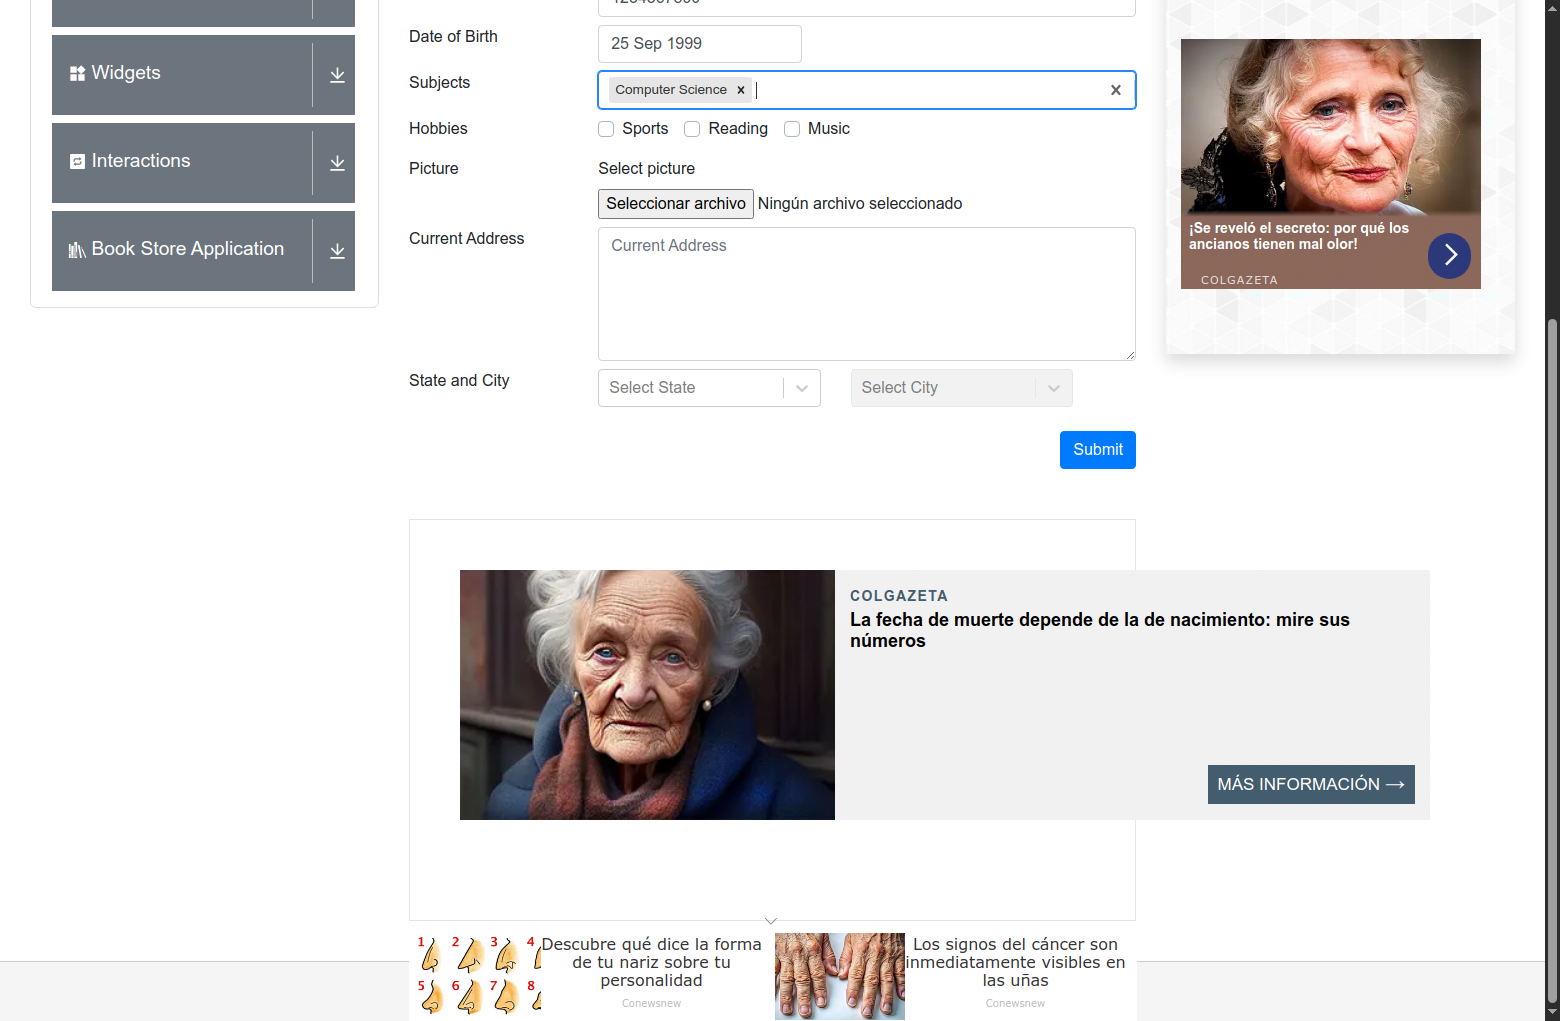 Widgets
Interactions
Book Store Application
Date of Birth
25 Sep 1999
Subjects
Computer Science
Hobbies
Sports
Reading
Music
Picture
Select picture
Seleccionar archivo Ningún archivo seleccionado
Current Address
Current Address
State and City
Select State
Select City
Submit
¡Se reveló el secreto: por qué los
ancianos tienen mal olor!
COLGAZETA
COLGAZETA
La fecha de muerte depende de la de nacimiento: mire sus
números
MÁS INFORMACIÓN →
1 2 3 4
5 6 7 8
Descubre qué dice la forma
de tu nariz sobre tu
personalidad
Conewsnew
Los signos del cáncer son
inmediatamente visibles en
las uñas
Conewsnew